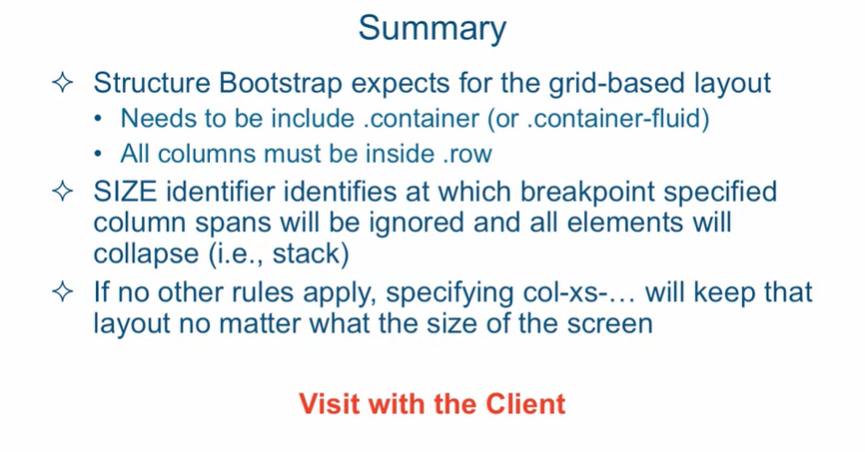 Summary
✧ Structure Bootstrap expects for the grid-based layout
• Needs to be include .container (or .container-fluid)
• All columns must be inside .row
✧ SIZE identifier identifies at which breakpoint specified
column spans will be ignored and all elements will
collapse (i.e., stack)
✧ If no other rules apply, specifying col-xs-… will keep that
layout no matter what the size of the screen
Visit with the Client